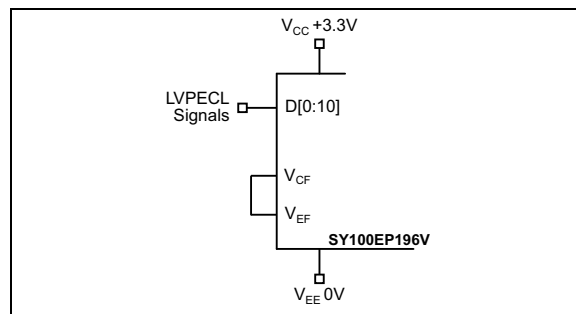 VCC +3.3V
LVPECL
Signals
D[0:10]
VCF
VEF
SY100EP196V
VEE 0V